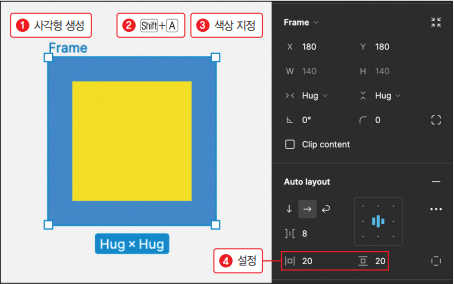 1 사각형 생성
2 Shift+A
3 색상 지정
Frame
Hug × Hug
4 설정
Frame
X 180 Y 180
W 140 H 140
Hug Hug
0° 0
Clip content
Auto layout
8
20 20